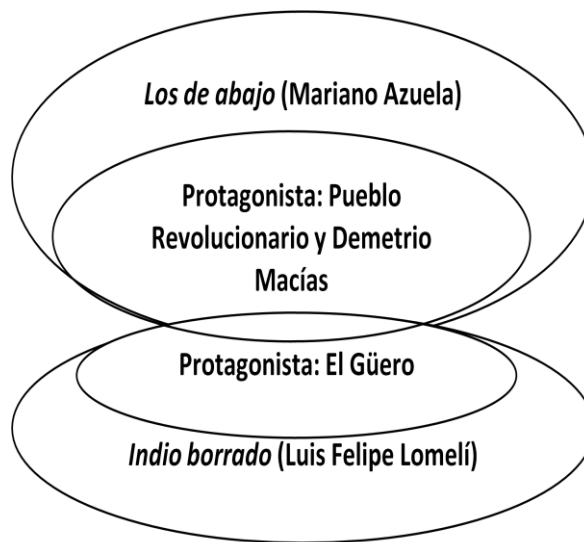 Los de abajo (Mariano Azuela)
Protagonista: Pueblo
Revolucionario y Demetrio
Macías
Protagonista: El Güero
Indio borrado (Luis Felipe Lomelí)